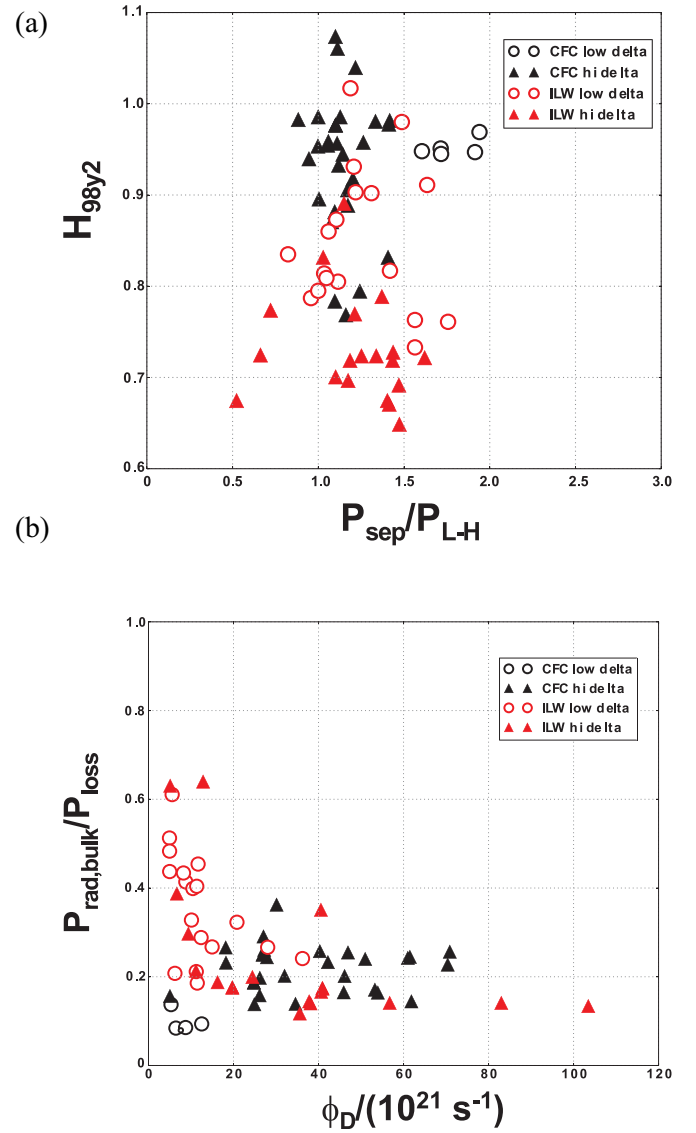 (a)
1.1
1.0
0.9
0.8
0.7
0.6
H98y2
CFC low delta
CFC hi delta
ILW low delta
ILW hi delta
0 0.5 1.0 1.5 2.0 2.5 3.0
Psep/PL-H
(b)
1.0
0.8
0.6
0.4
0.2
0
Prad,bulk/Ploss
CFC low delta
CFC hi delta
ILW low delta
ILW hi delta
0 20 40 60 80 100 120
ϕD/(10²¹ s⁻¹)